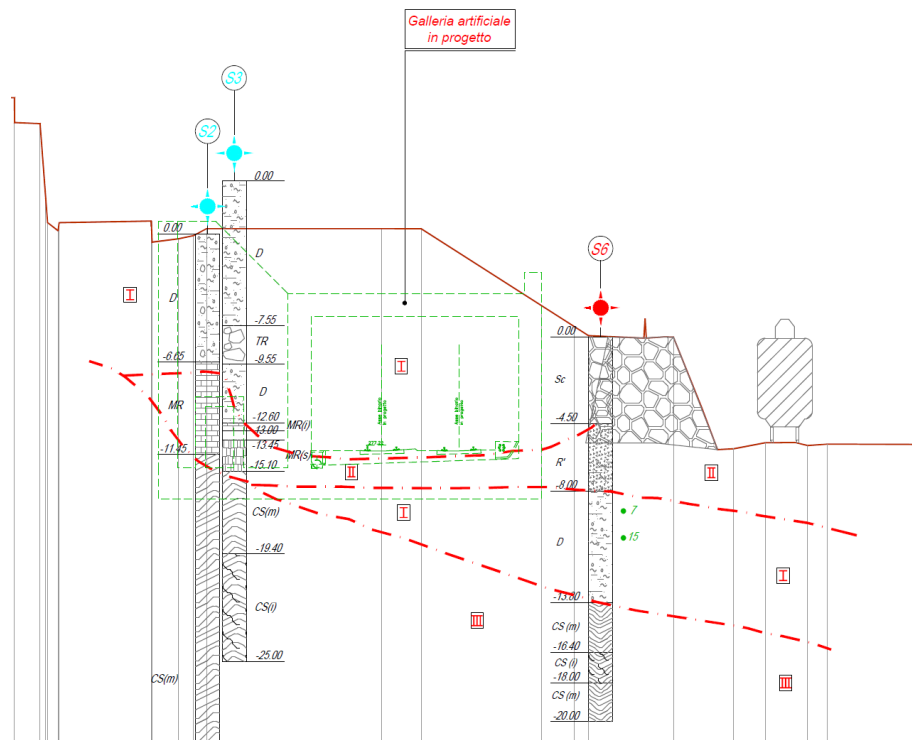 Galleria artificiale
in progetto
S3
S2
S6
0.00
0.00
D
I
D
-7.55
TR
-9.55
0.00
-6.65
I
D
Sc
MR
-12.60
MR(i)
-13.00
-13.45
-4.50
-11.45
MR(s)
-15.10
II
R'
II
-8.00
CS(m)
I
7
15
D
-19.40
I
CS(i)
-13.80
III
CS (m)
-16.40
-25.00
CS (i)
CS(m)
-18.00
III
CS (m)
-20.00